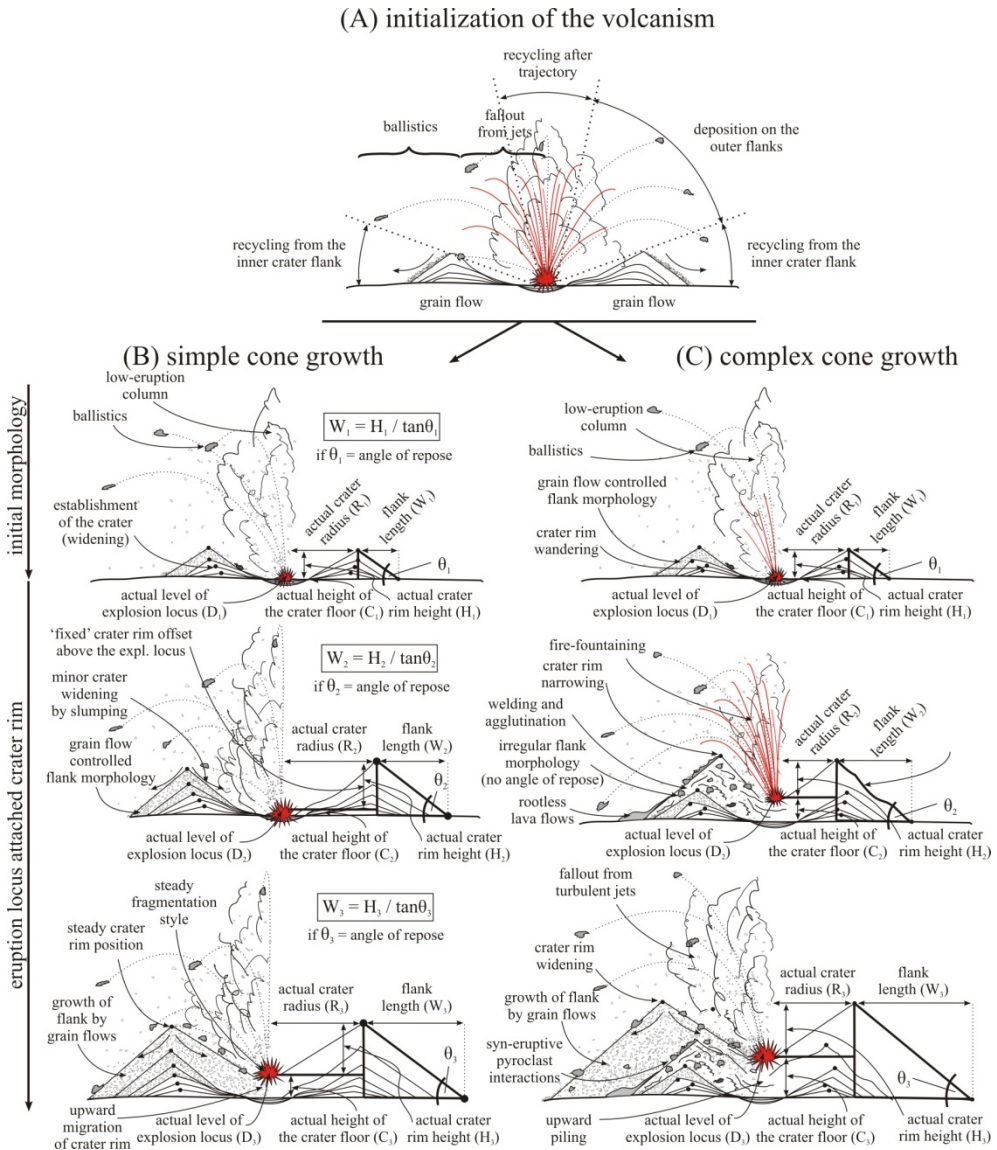 (A) initialization of the volcanism
recycling after
trajectory
ballistics
fallout
from jets
deposition on the
outer flanks
recycling from the
inner crater flank
recycling from the
inner crater flank
grain flow
grain flow
(B) simple cone growth
(C) complex cone growth
initial morphology
eruption locus attached crater rim
low-eruption
column
ballistics
W₁ = H₁ / tanθ₁
if θ₁ = angle of repose
establishment of the crater
(widening)
actual crater
radius (R₁)
flank
length (W₁)
θ₁
actual level of
explosion locus (D₁)
actual height of
the crater floor (C₁)
actual crater
rim height (H₁)
low-eruption
column
ballistics
grain flow controlled
flank morphology
crater rim
wandering
actual crater
radius (R₁)
flank
length (W₁)
θ₁
actual level of
explosion locus (D₁)
actual height of
the crater floor (C₁)
actual crater
rim height (H₁)
‘fixed’ crater rim offset
above the expl. locus
W₂ = H₂ / tanθ₂
if θ₂ = angle of repose
minor crater
widening
by slumping
grain flow
controlled
flank morphology
actual crater
radius (R₂)
flank
length (W₂)
θ₂
actual level of
explosion locus (D₂)
actual height of
the crater floor (C₂)
actual crater
rim height (H₂)
fire-fountaining
crater rim
narrowing
welding and
agglutination
irregular flank
morphology
(no angle of repose)
rootless
lava flows
actual crater
radius (R₂)
flank
length (W₂)
θ₂
actual level of
explosion locus (D₂)
actual height of
the crater floor (C₂)
actual crater
rim height (H₂)
steady
fragmentation
style
W₃ = H₃ / tanθ₃
if θ₃ = angle of repose
steady crater
rim position
growth of
flank by
grain flows
actual crater
radius (R₃)
flank
length (W₃)
θ₃
upward
migration
of crater rim
actual level of
explosion locus (D₃)
actual height of
the crater floor (C₃)
actual crater
rim height (H₃)
fallout from
turbulent jets
crater rim
widening
growth of flank
by grain flows
syn-eruptive
pyroclast
interactions
actual crater
radius (R₃)
flank
length (W₃)
θ₃
upward
piling
actual level of
explosion locus (D₃)
actual height of
the crater floor (C₃)
actual crater
rim height (H₃)